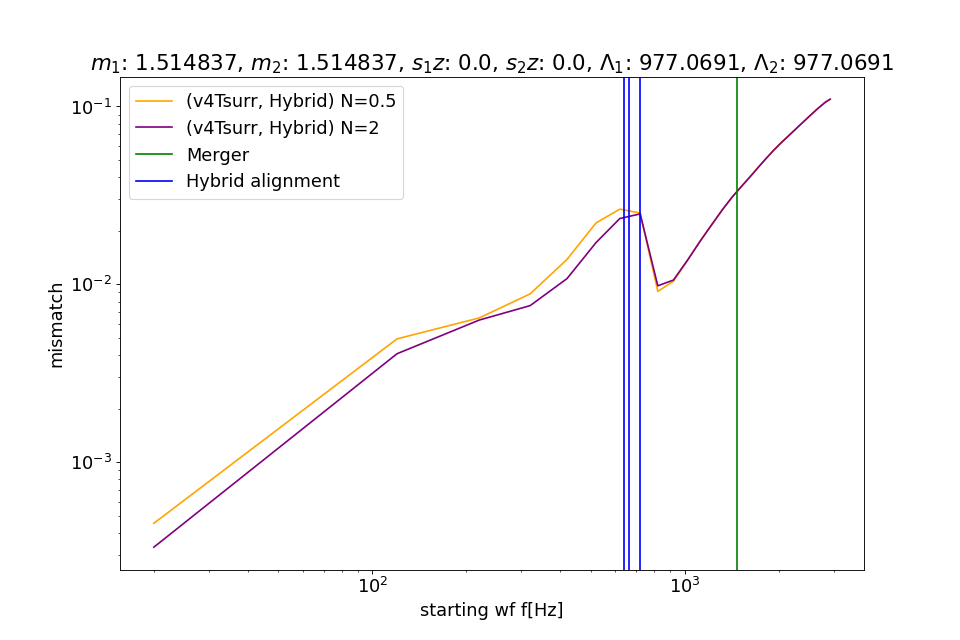 m₁: 1.514837, m₂: 1.514837, s₁z: 0.0, s₂z: 0.0, Λ₁: 977.0691, Λ₂: 977.0691
(v4Tsurr, Hybrid) N=0.5
(v4Tsurr, Hybrid) N=2
Merger
Hybrid alignment
10⁻¹
10⁻²
10⁻³
mismatch
10² 10³
starting wf f[Hz]